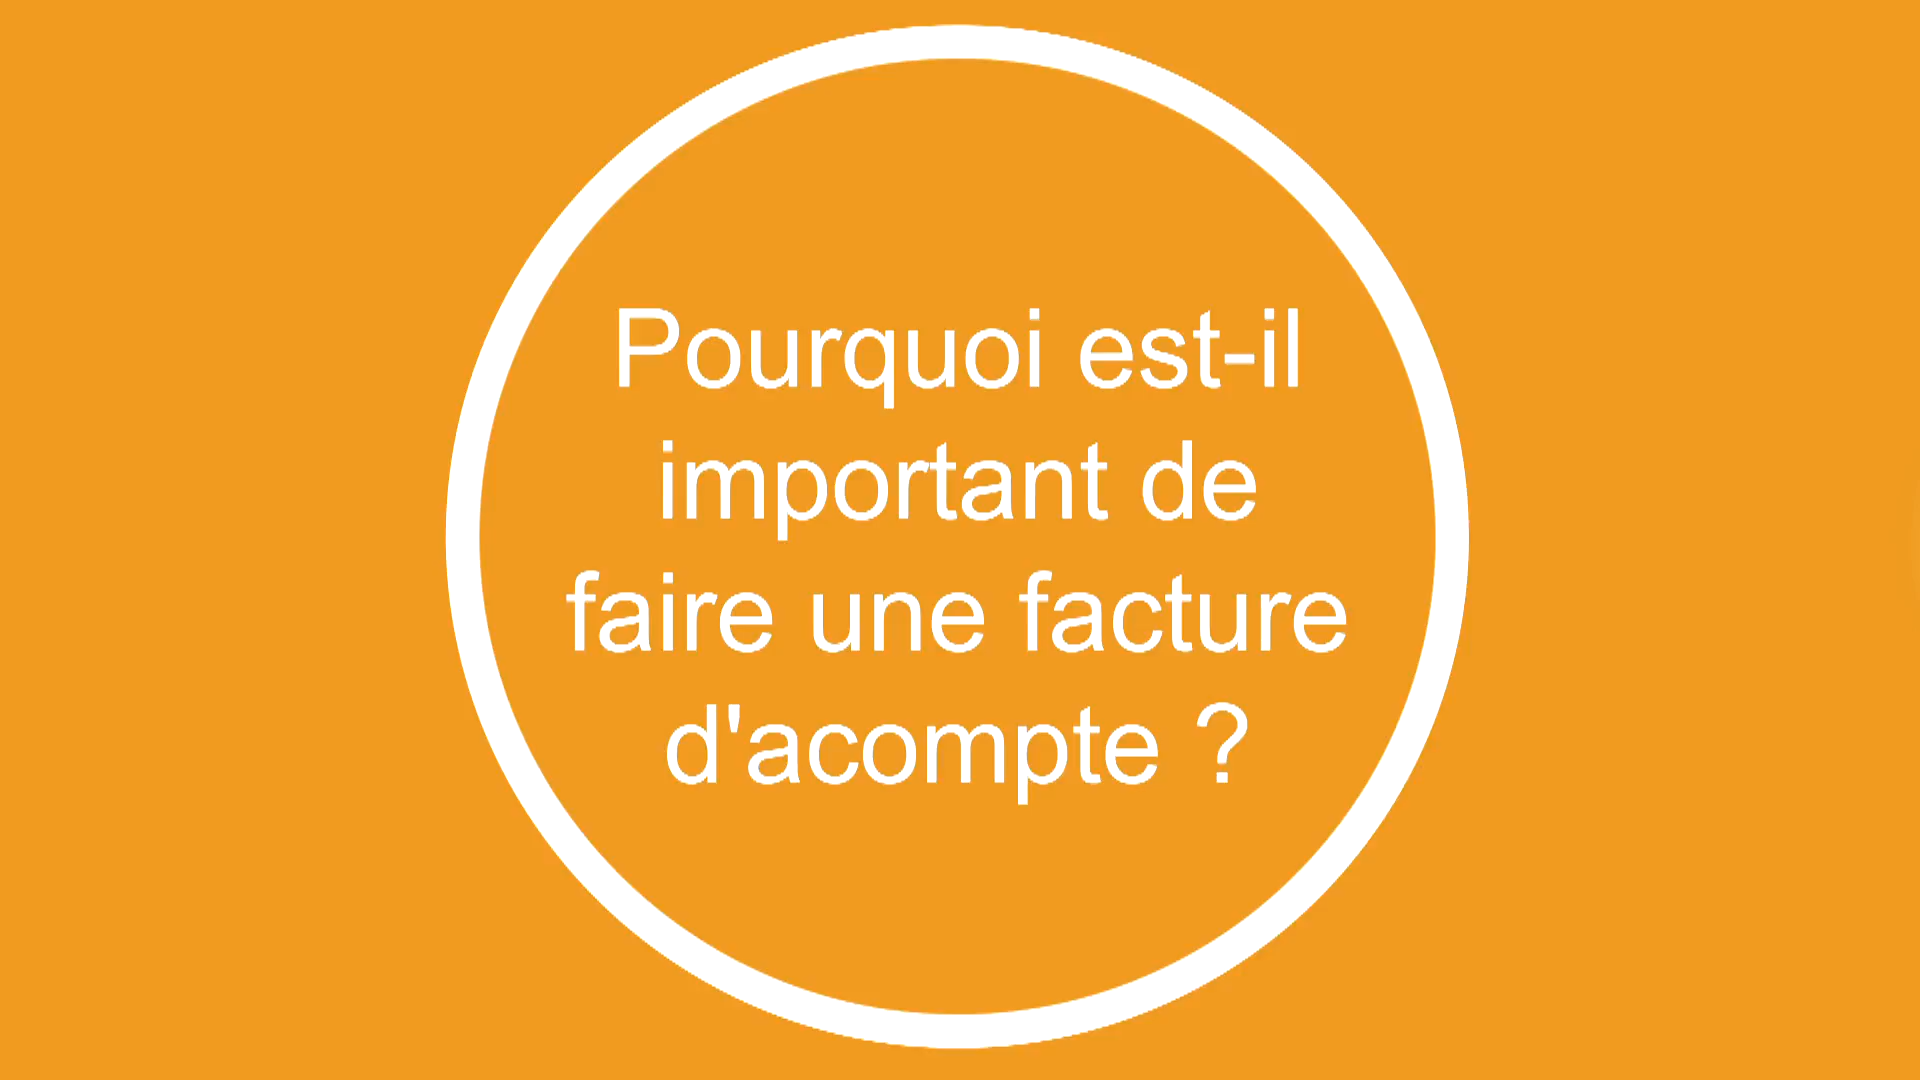 Pourquoi est-il
important de
faire une facture
d'acompte ?